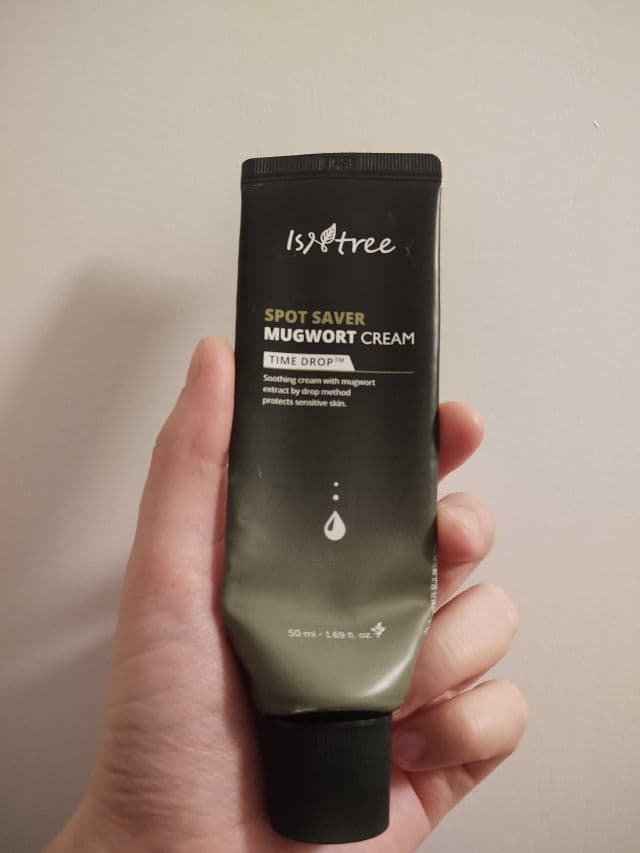 Isntree
SPOT SAVER
MUGWORT CREAM
TIME DROP™
Soothing cream with mugwort
extract by drop method
protects sensitive skin.
50 ml - 1.69 fl. oz.